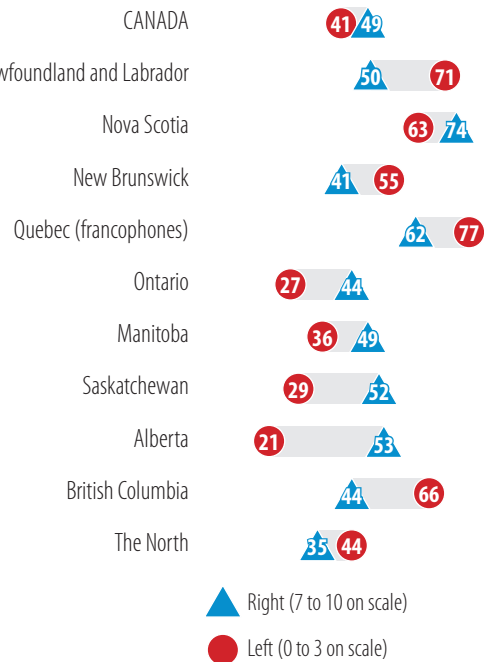 CANADA 41 49
wfoundland and Labrador 50 71
Nova Scotia 63 74
New Brunswick 41 55
Quebec (francophones) 62 77
Ontario 27 44
Manitoba 36 49
Saskatchewan 29 52
Alberta 21 53
British Columbia 44 66
The North 35 44
Right (7 to 10 on scale)
Left (0 to 3 on scale)